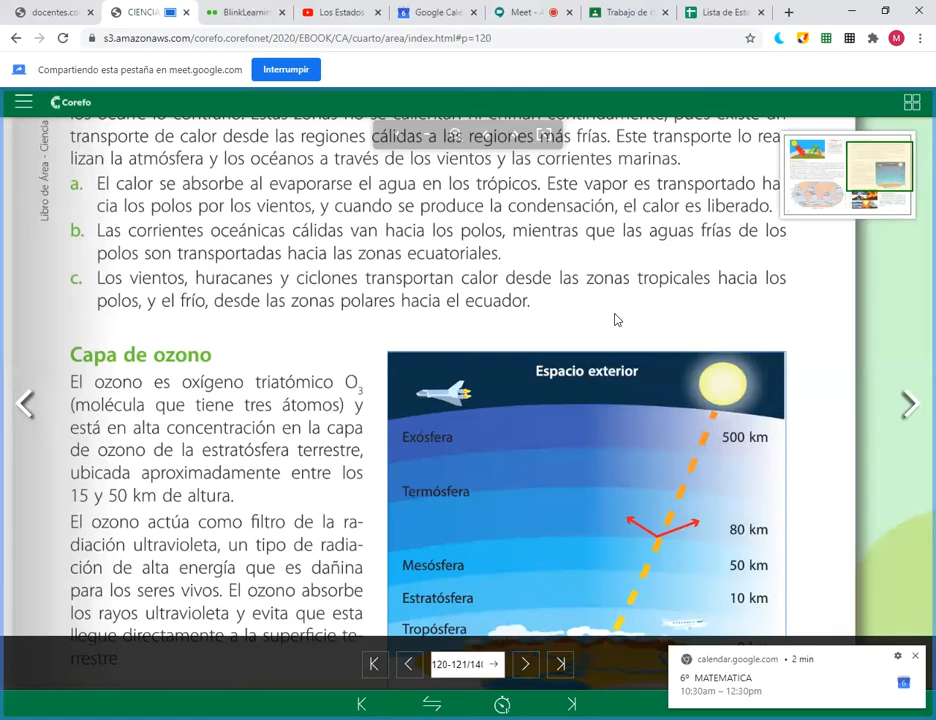 docentes.co
CIENCIA
BlinkLearnin
Los Estados
Google Cale
Meet -
Trabajo de c
Lista de Estu
s3.amazonaws.com/corefo.corefonet/2020/EBOOK/CA/cuarto/area/index.html#p=120
M
Compartiendo esta pestaña en meet.google.com
Interrumpir
Corefo
Libro de Área - Ciencia
transporte de calor desde las regiones cálidas a las regiones más frías. Este transporte lo rea-
lizan la atmósfera y los océanos a través de los vientos y las corrientes marinas.
a. El calor se absorbe al evaporarse el agua en los trópicos. Este vapor es transportado ha-
cia los polos por los vientos, y cuando se produce la condensación, el calor es liberado.
b. Las corrientes oceánicas cálidas van hacia los polos, mientras que las aguas frías de los
polos son transportadas hacia las zonas ecuatoriales.
c. Los vientos, huracanes y ciclones transportan calor desde las zonas tropicales hacia los
polos, y el frío, desde las zonas polares hacia el ecuador.
Capa de ozono
El ozono es oxígeno triatómico O3
(molécula que tiene tres átomos) y
está en alta concentración en la capa
de ozono de la estratósfera terrestre,
ubicada aproximadamente entre los
15 y 50 km de altura.
El ozono actúa como filtro de la ra-
diación ultravioleta, un tipo de radia-
ción de alta energía que es dañina
para los seres vivos. El ozono absorbe
los rayos ultravioleta y evita que esta
llegue directamente a la superficie te-
rrestre
Espacio exterior
Exósfera
500 km
Termósfera
80 km
Mesósfera
50 km
Estratósfera
10 km
Tropósfera
120-121/140
calendar.google.com • 2 min
6º MATEMATICA
10:30am – 12:30pm
6